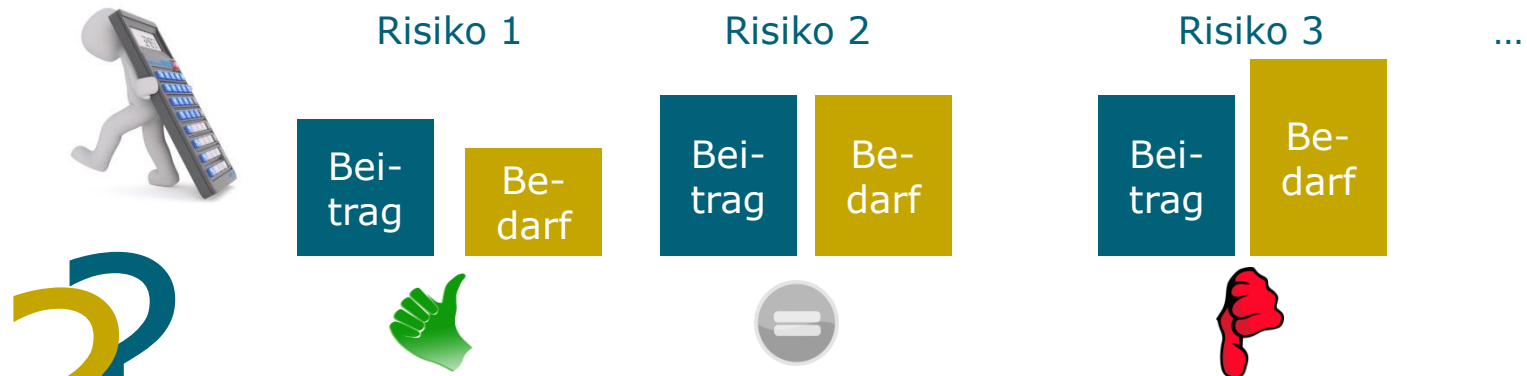 Risiko 1
Risiko 2
Risiko 3
...
Bei-
trag
Be-
darf
Bei-
trag
Be-
darf
Bei-
trag
Be-
darf
?
?